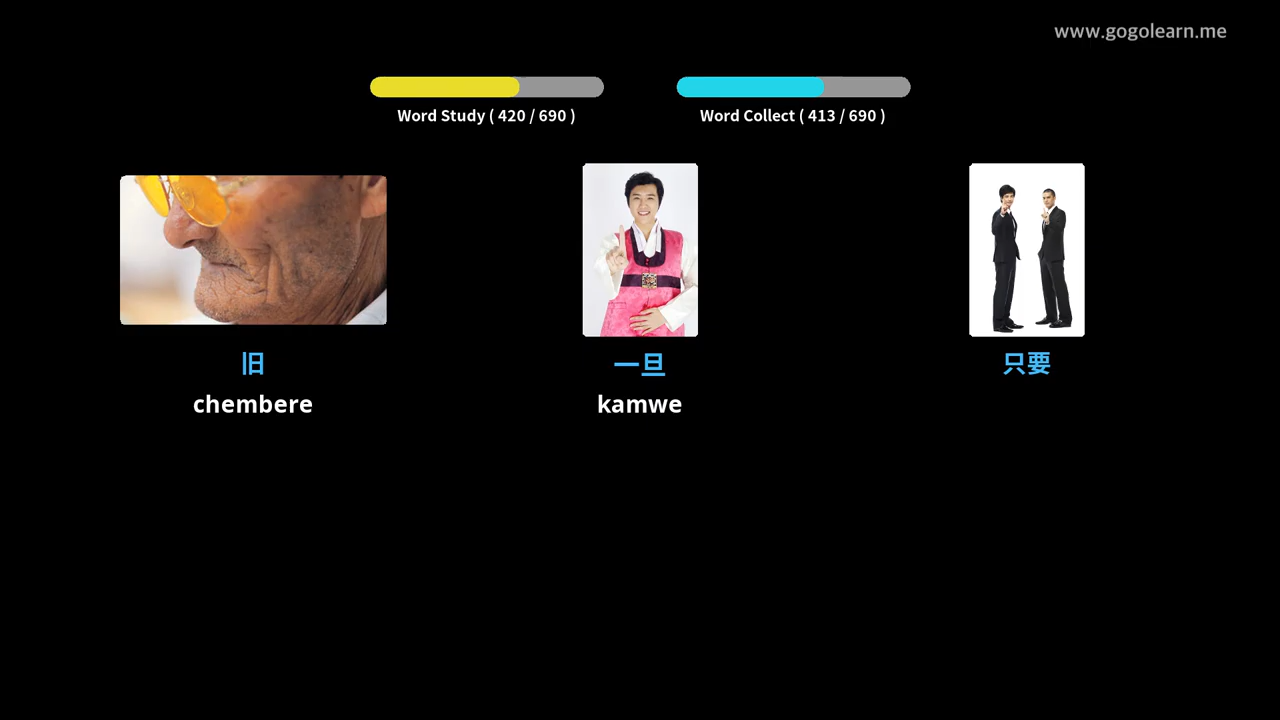 www.gogolearn.me
Word Study ( 420 / 690 )
Word Collect ( 413 / 690 )
旧
一旦
只要
chembere
kamwe